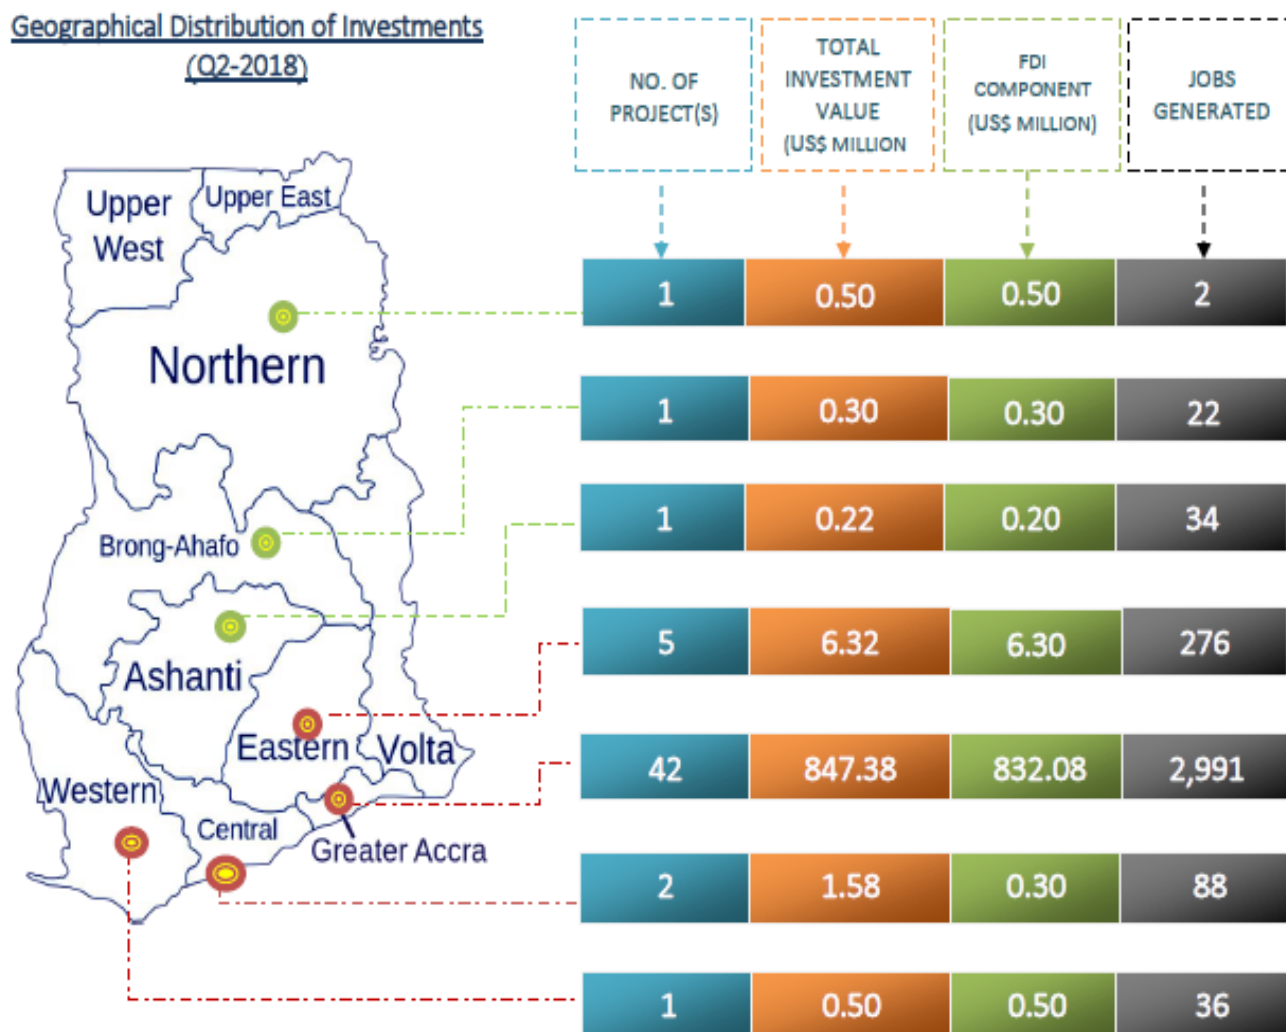 Geographical Distribution of Investments
(Q2-2018)
NO. OF
PROJECT(S)
TOTAL
INVESTMENT
VALUE
(US$ MILLION
FDI
COMPONENT
(US$ MILLION)
JOBS
GENERATED
Upper
West
Upper East
Northern
Brong-Ahafo
Ashanti
Eastern
Volta
Western
Central
Greater Accra
1 0.50 0.50 2
1 0.30 0.30 22
1 0.22 0.20 34
5 6.32 6.30 276
42 847.38 832.08 2,991
2 1.58 0.30 88
1 0.50 0.50 36